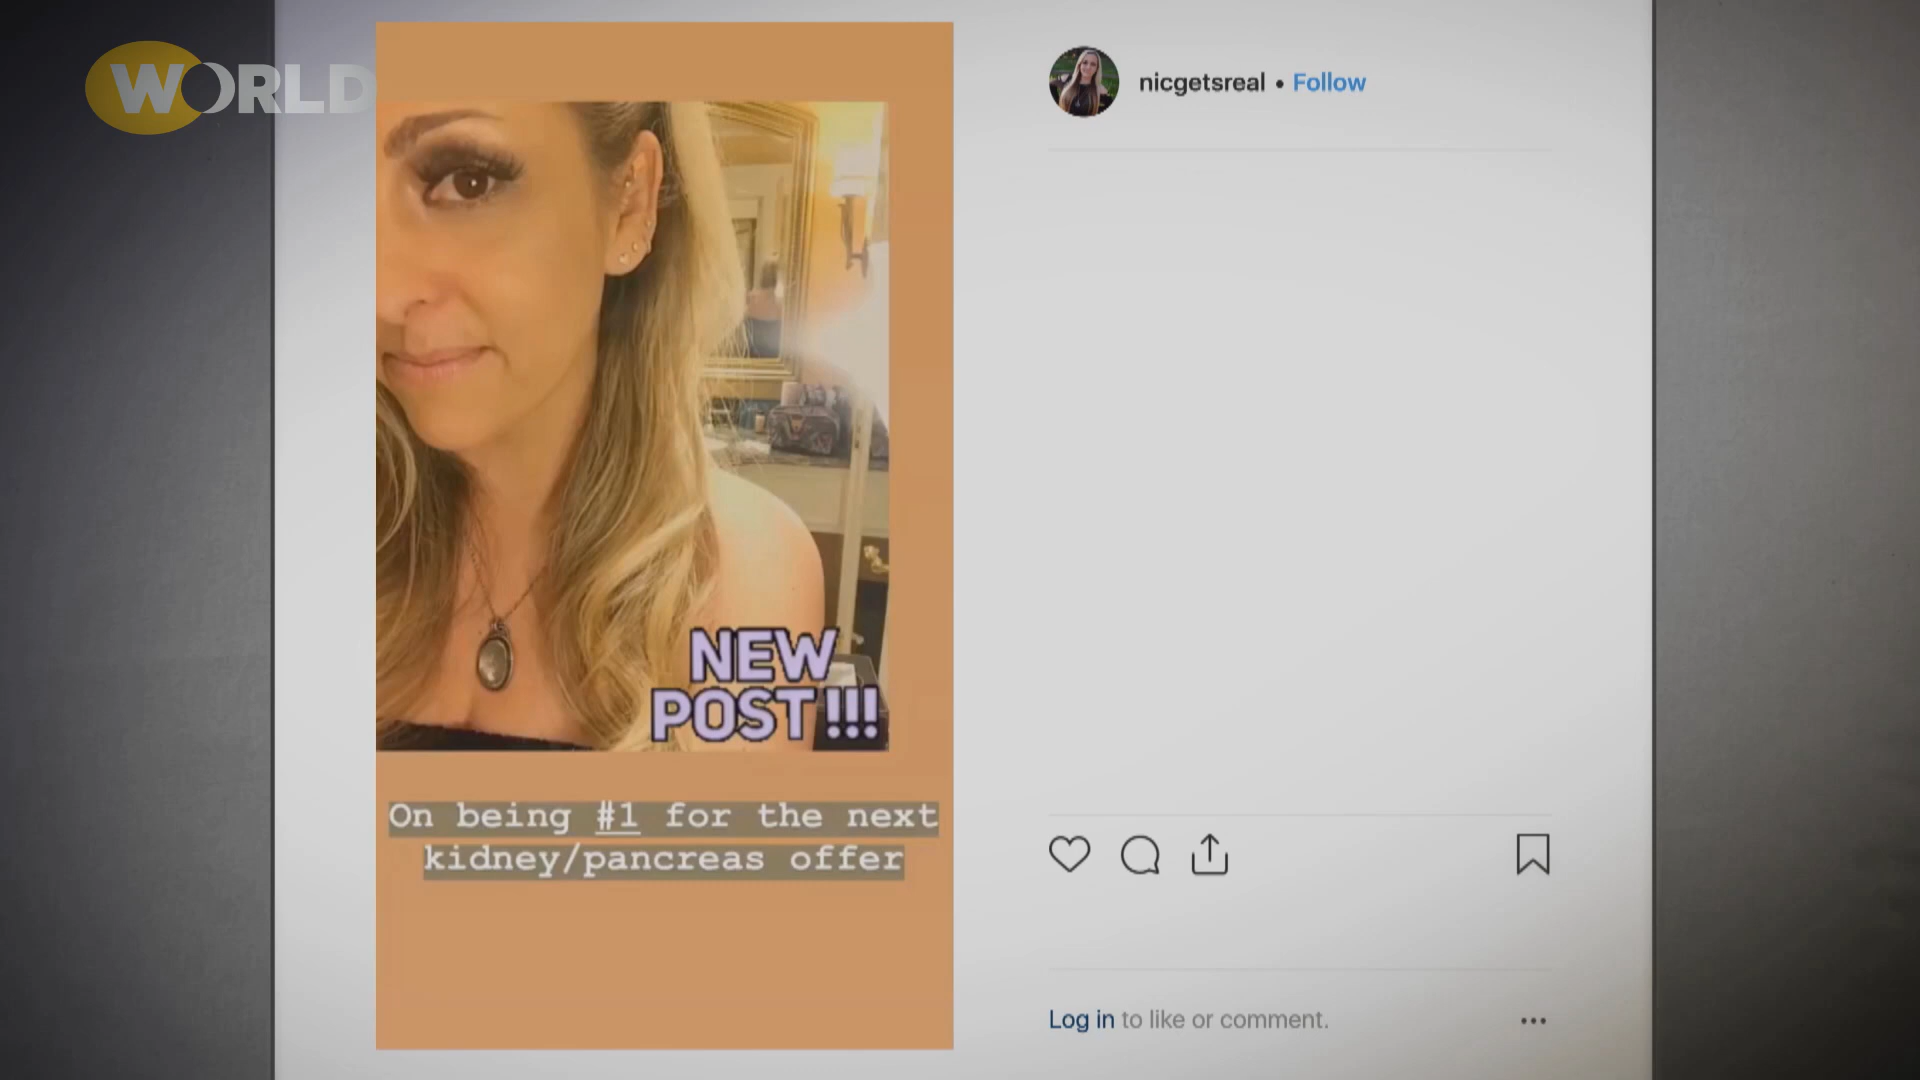 WORLD
nicgetsreal • Follow
NEW
POST!!!
On being #1 for the next
kidney/pancreas offer
Log in to like or comment.